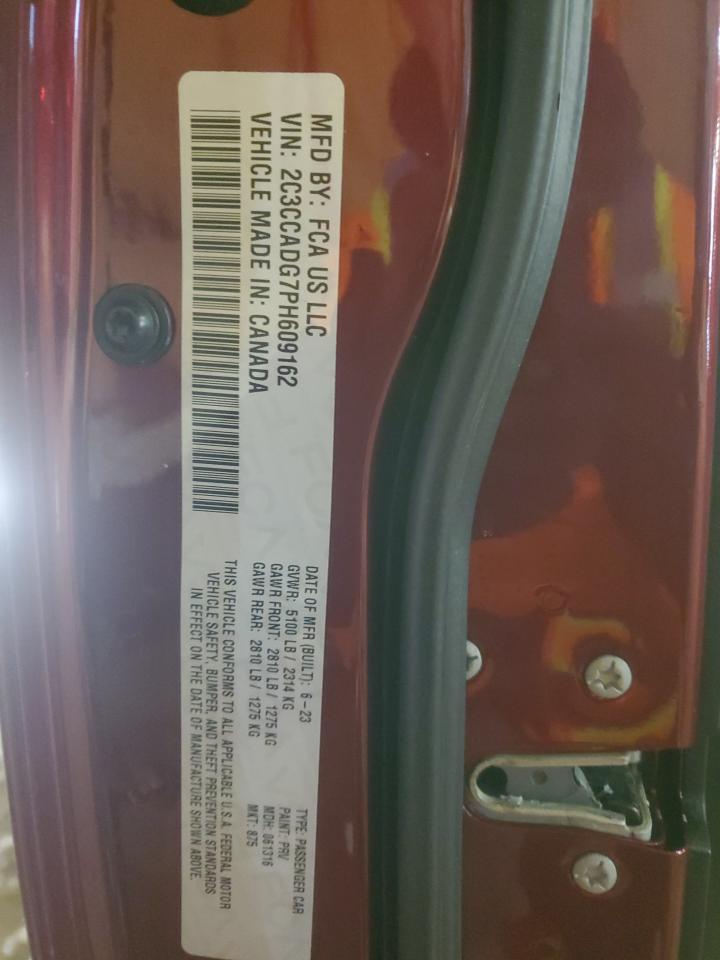 MFD BY: FCA US LLC
VIN: 2C3CCADG7PH609162
VEHICLE MADE IN: CANADA
DATE OF MFR (BUILT): 6-23
GVWR: 5100 LB / 2314 KG
GAWR FRONT: 2810 LB / 1275 KG
GAWR REAR: 2810 LB / 1275 KG
TYPE: PASSENGER CAR
PAINT: PRV
MDH: 061316
MKT: 875
THIS VEHICLE CONFORMS TO ALL APPLICABLE U.S.A. FEDERAL MOTOR
VEHICLE SAFETY, BUMPER, AND THEFT PREVENTION STANDARDS
IN EFFECT ON THE DATE OF MANUFACTURE SHOWN ABOVE.